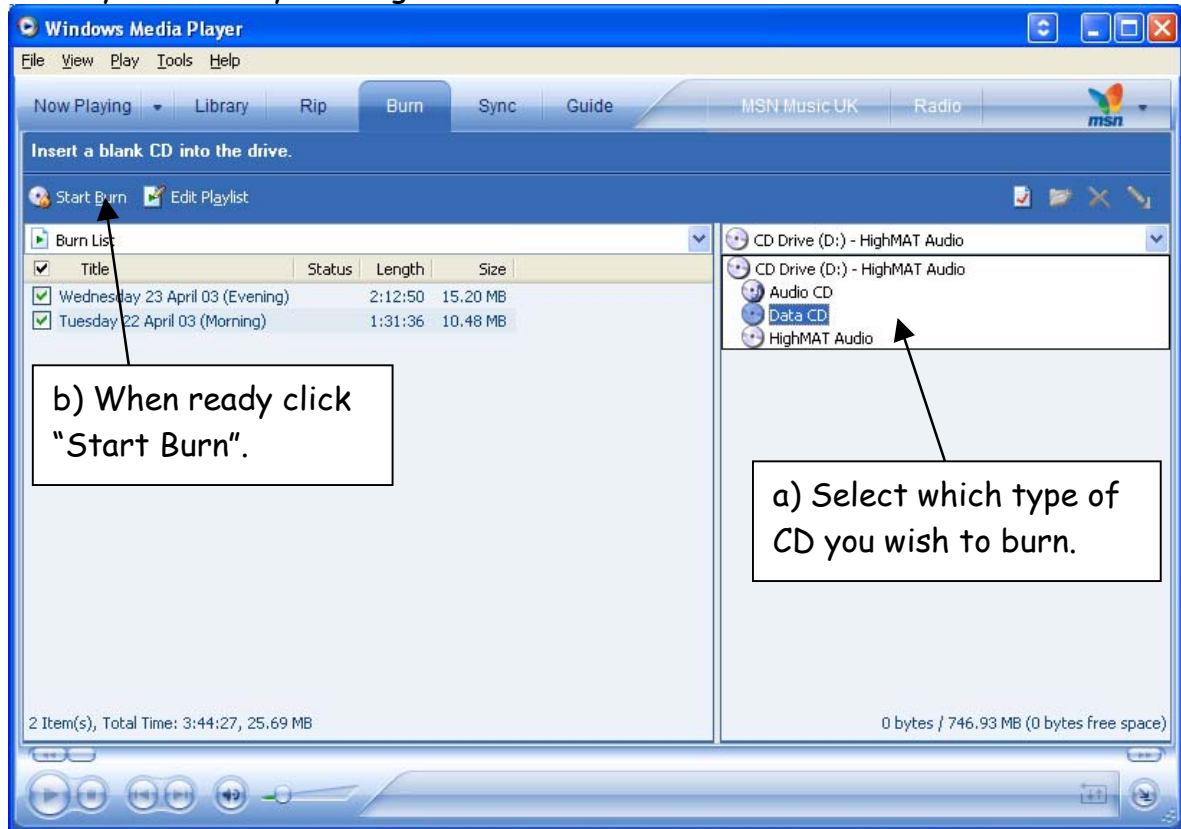 Windows Media Player
File View Play Tools Help
Now Playing Library Rip Burn Sync Guide MSN Music UK Radio msn
Insert a blank CD into the drive.
Start Burn Edit Playlist
Burn List
CD Drive (D:) - HighMAT Audio
Title Status Length Size
Wednesday 23 April 03 (Evening) 2:12:50 15.20 MB
Tuesday 22 April 03 (Morning) 1:31:36 10.48 MB
CD Drive (D:) - HighMAT Audio
Audio CD
Data CD
HighMAT Audio
b) When ready click
“Start Burn”.
a) Select which type of
CD you wish to burn.
2 Item(s), Total Time: 3:44:27, 25.69 MB
0 bytes / 746.93 MB (0 bytes free space)